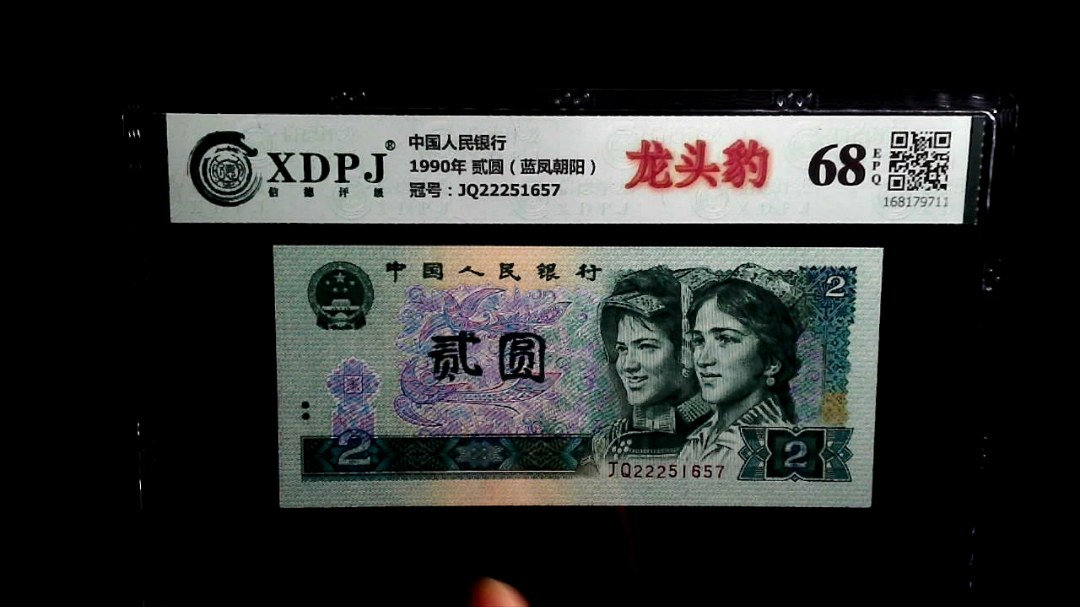 XDPJ®
信德评级
中国人民银行
1990年 贰圆（蓝凤朝阳）
冠号：JQ22251657
龙头豹
68
EPQ
168179711
中国人民银行
2
贰圆
2
JQ22251657
2